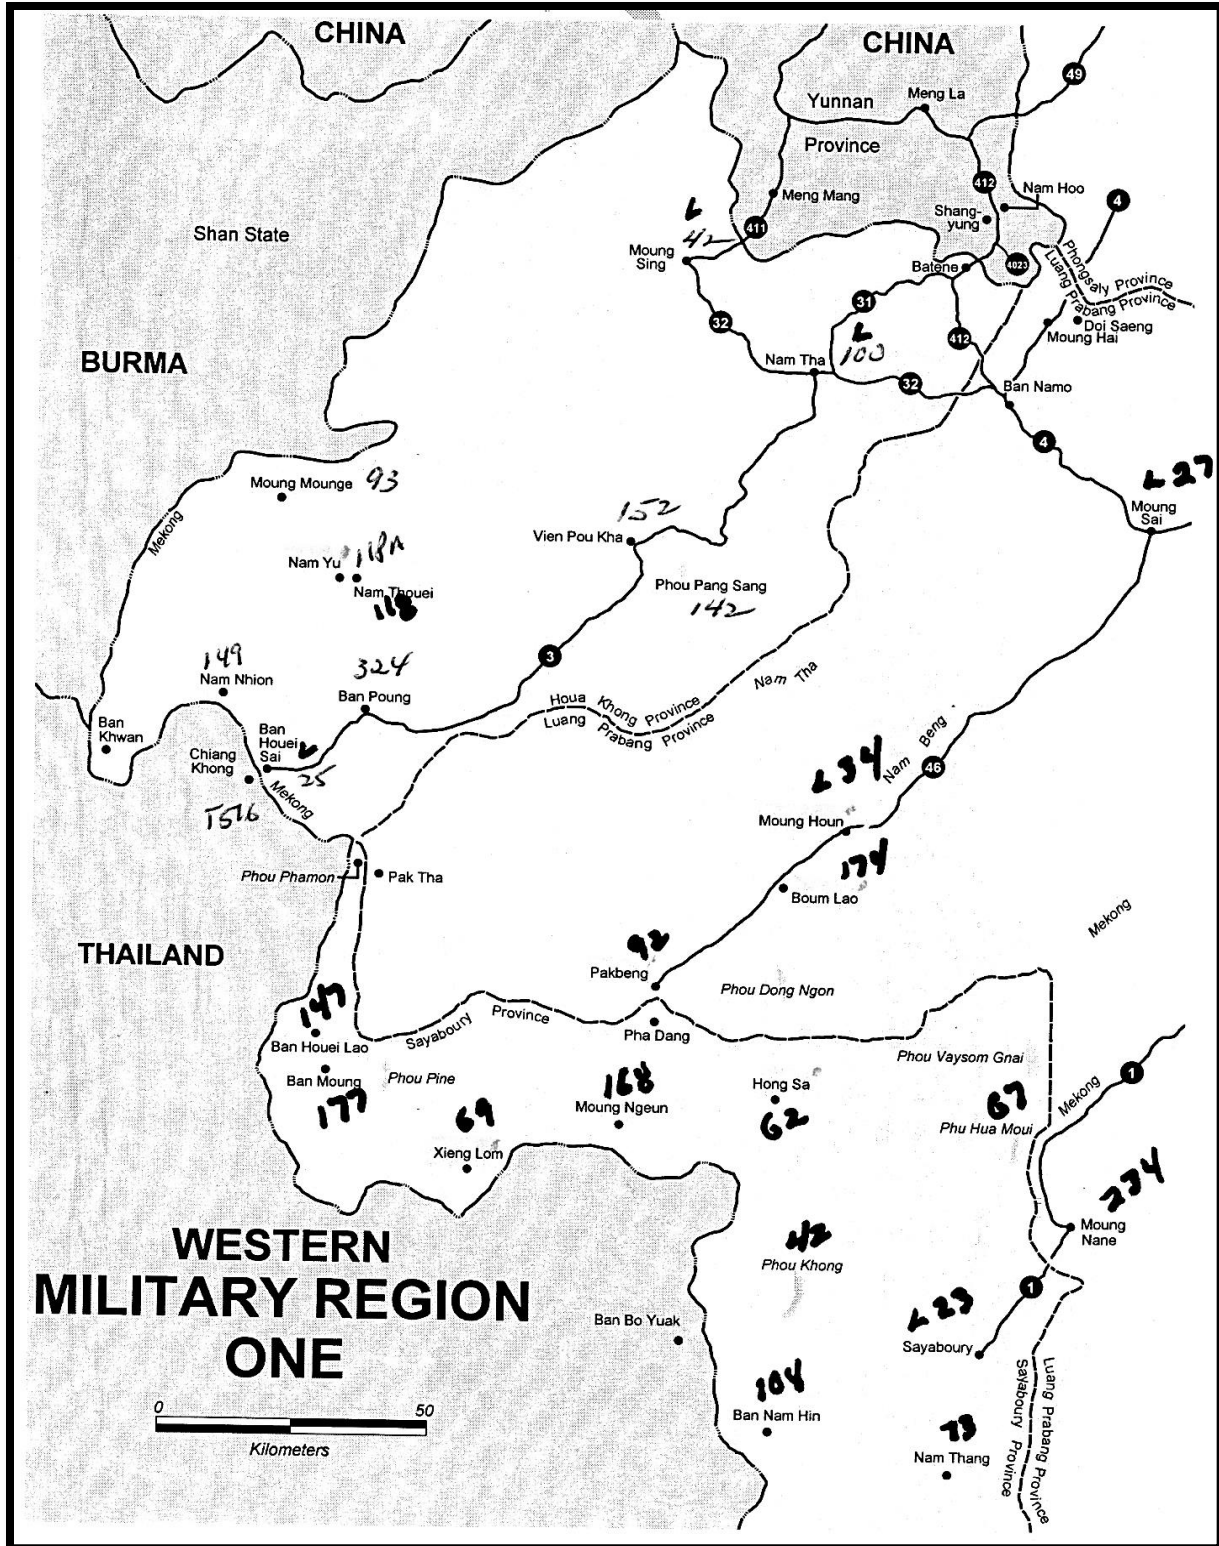 CHINA
CHINA
49
Yunnan
Meng La
Province
412
Nam Hoo
4
Meng Mang
Shang-
yung
L
42
411
Shan State
Moung
Sing
Batene
4023
Phongsaly Province
Luang Prabang Province
31
32
Doi Saeng
Moung Hai
L
100
412
BURMA
Nam Tha
32
Ban Namo
4
L 27
Moung Mounge 93
Moung
Sai
Mekong
152
Vien Pou Kha
Nam Yu 118A
Nam Thouei
118
Phou Pang Sang
142
149
Nam Nhion
324
Ban Poung
3
Nam Tha
Houa Khong Province
Luang Prabang Province
Ban
Khwan
Ban
Houei
Sai
L
25
Chiang
Khong
T516
Mekong
Nam Beng
46
L 34
Moung Houn
174
Boum Lao
Phou Phamon
Pak Tha
Mekong
THAILAND
92
Pakbeng
Phou Dong Ngon
147
Ban Houei Lao
Sayaboury Province
Pha Dang
Ban Moung
177
Phou Pine
168
Moung Ngeun
Hong Sa
62
Phou Vaysom Gnai
67
Phu Hua Moui
Mekong
1
69
Xieng Lom
234
Moung
Nane
WESTERN
MILITARY REGION
ONE
42
Phou Khong
1
Ban Bo Yuak
L 23
Sayaboury
104
Ban Nam Hin
73
Nam Thang
Luang Prabang Province
Sayaboury Province
0 50
Kilometers